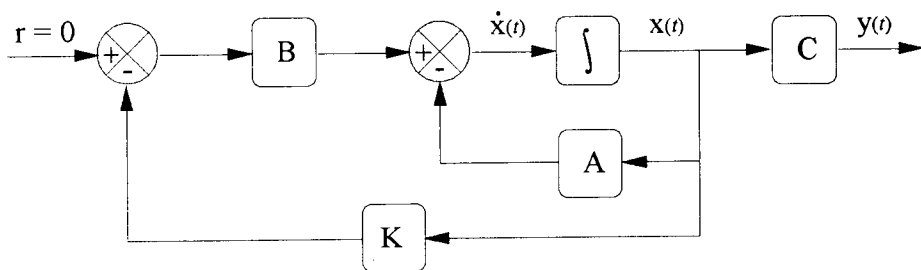 r = 0
+
-
B
+
-
ẋ(t)
∫
x(t)
C
y(t)
A
K